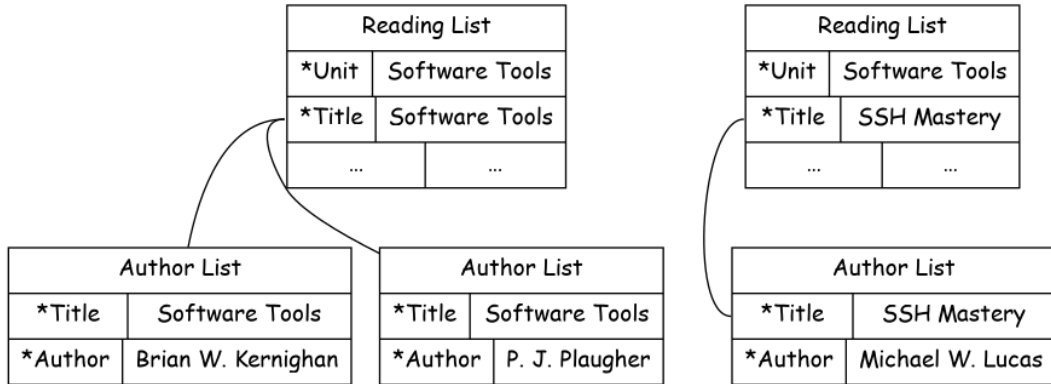 Reading List
*Unit Software Tools
*Title Software Tools
... ...
Reading List
*Unit Software Tools
*Title SSH Mastery
... ...
Author List
*Title Software Tools
*Author Brian W. Kernighan
Author List
*Title Software Tools
*Author P. J. Plaugher
Author List
*Title SSH Mastery
*Author Michael W. Lucas